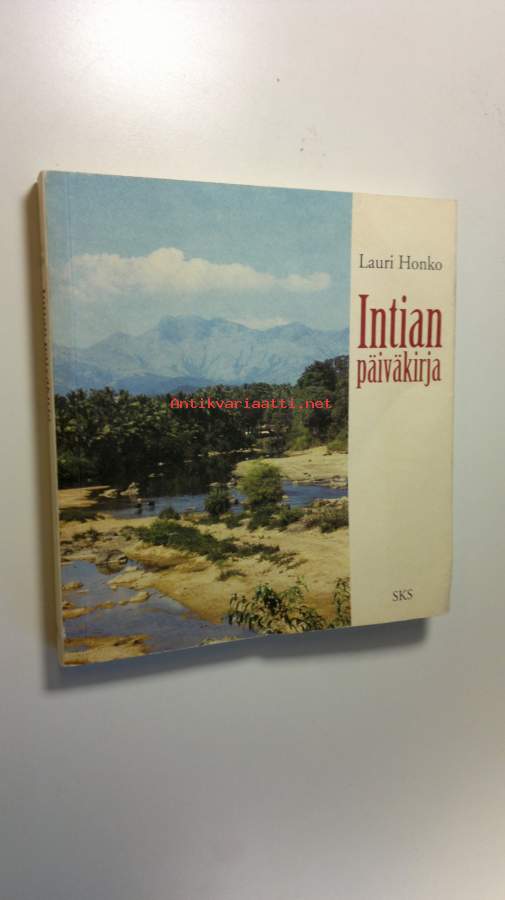 Lauri Honko
Intian
päiväkirja
Antikvariaatti.net
SKS